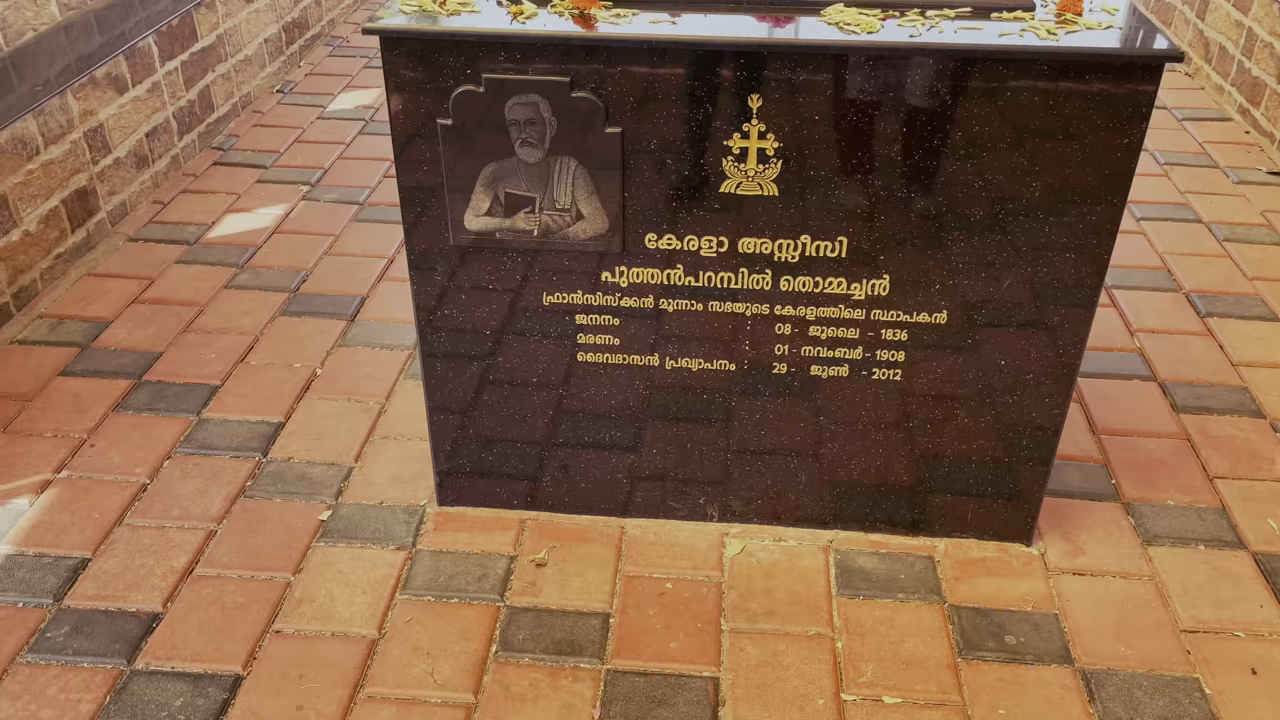 കേരളാ അസ്സീസി
പുത്തൻപറമ്പിൽ തൊമ്മച്ചൻ
ഫ്രാൻസിസ്ക്കൻ മൂന്നാം സഭയുടെ കേരളത്തിലെ സ്ഥാപകൻ
ജനനം : 08 - ജൂലൈ - 1836
മരണം : 01 - നവംബർ - 1908
ദൈവദാസൻ പ്രഖ്യാപനം : 29 - ജൂൺ - 2012